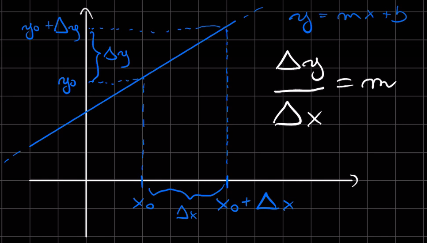 y = mx + b
y₀ + Δy
Δy
y₀
Δy
Δx
= m
x₀
Δx
x₀ + Δx